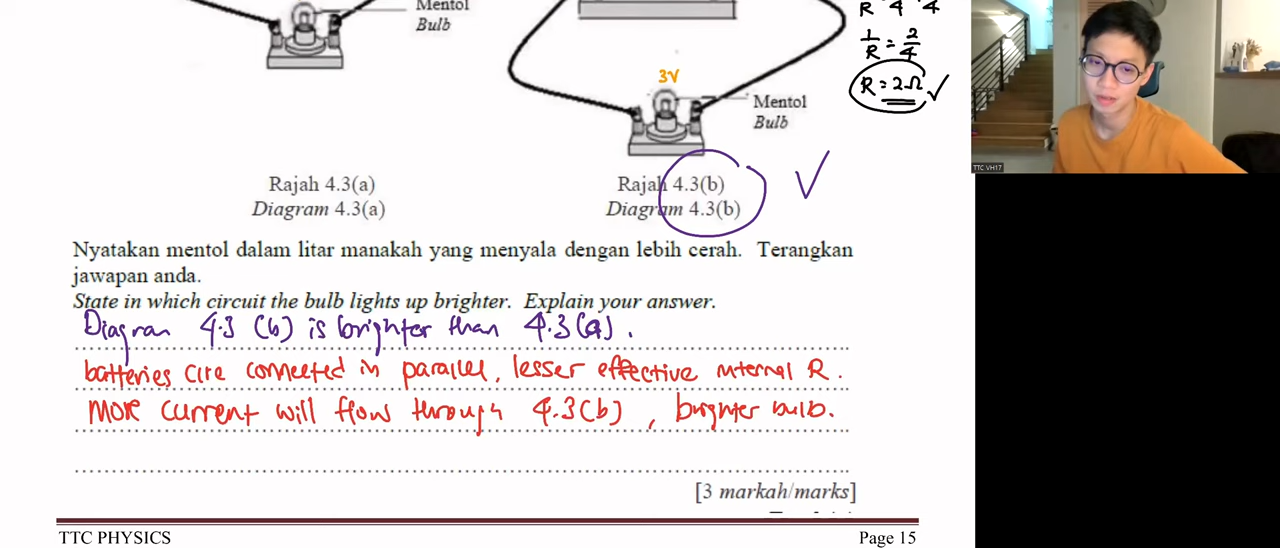 Mentol
Bulb
R 4 4
1/R = 2/4
R = 2Ω ✓
3V
Mentol
Bulb
TTC VH17
Rajah 4.3(a)
Diagram 4.3(a)
Rajah 4.3(b)
Diagram 4.3(b)
Nyatakan mentol dalam litar manakah yang menyala dengan lebih cerah. Terangkan
jawapan anda.
State in which circuit the bulb lights up brighter. Explain your answer.
Diagram 4.3 (b) is brighter than 4.3(a).
batteries are connected in parallel, lesser effective internal R.
More current will flow through 4.3(b), brighter bulb.
[3 markah/marks]
TTC PHYSICS
Page 15